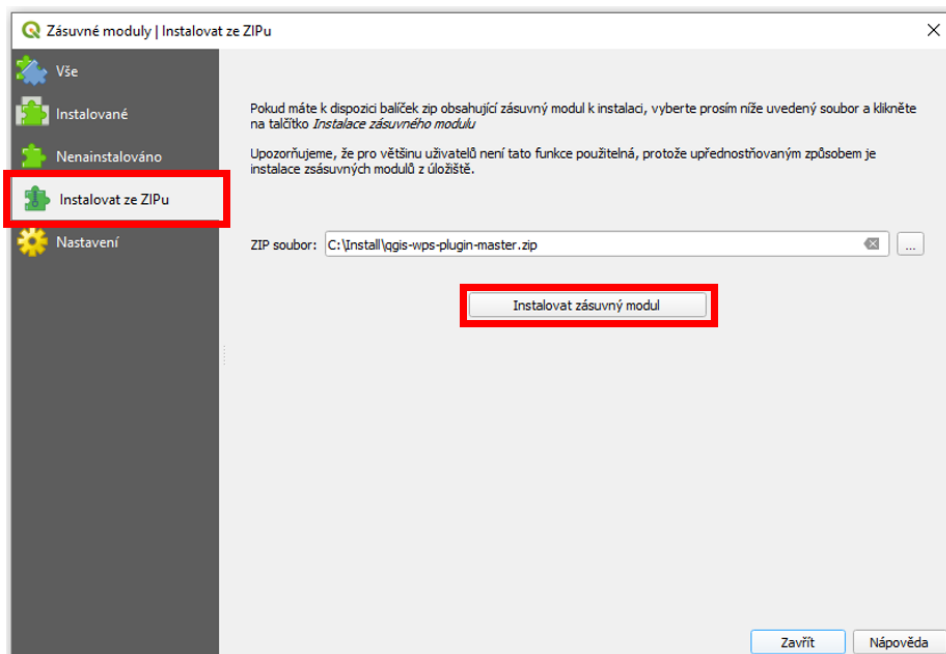 Zásuvné moduly | Instalovat ze ZIPu
Vše
Instalované
Nenainstalováno
Instalovat ze ZIPu
Nastavení
Pokud máte k dispozici balíček zip obsahující zásuvný modul k instalaci, vyberte prosím níže uvedený soubor a klikněte
na talčítko Instalace zásuvného modulu
Upozorňujeme, že pro většinu uživatelů není tato funkce použitelná, protože upřednostňovaným způsobem je
instalace zsásuvných modulů z úložiště.
ZIP soubor: C:\Install\qgis-wps-plugin-master.zip ...
Instalovat zásuvný modul
Zavřít Nápověda